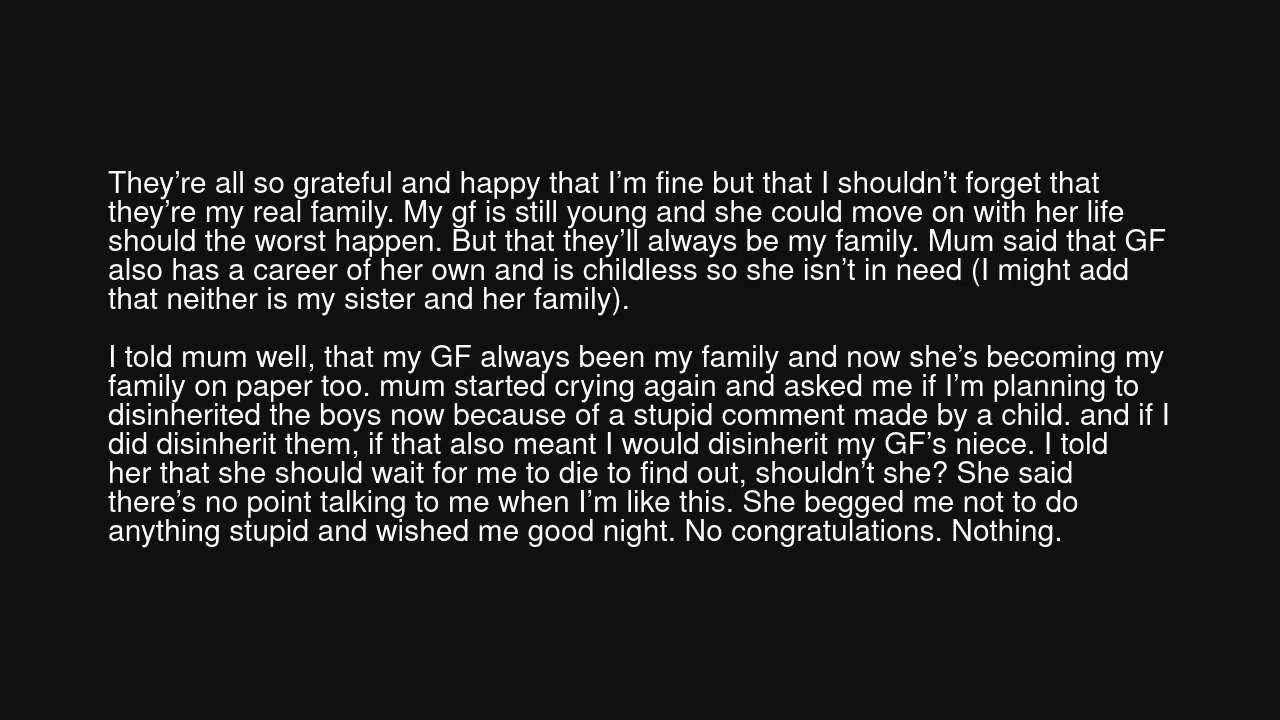 They’re all so grateful and happy that I’m fine but that I shouldn’t forget that
they’re my real family. My gf is still young and she could move on with her life
should the worst happen. But that they’ll always be my family. Mum said that GF
also has a career of her own and is childless so she isn’t in need (I might add
that neither is my sister and her family).

I told mum well, that my GF always been my family and now she’s becoming my
family on paper too. mum started crying again and asked me if I’m planning to
disinherited the boys now because of a stupid comment made by a child. and if I
did disinherit them, if that also meant I would disinherit my GF’s niece. I told
her that she should wait for me to die to find out, shouldn’t she? She said
there’s no point talking to me when I’m like this. She begged me not to do
anything stupid and wished me good night. No congratulations. Nothing.